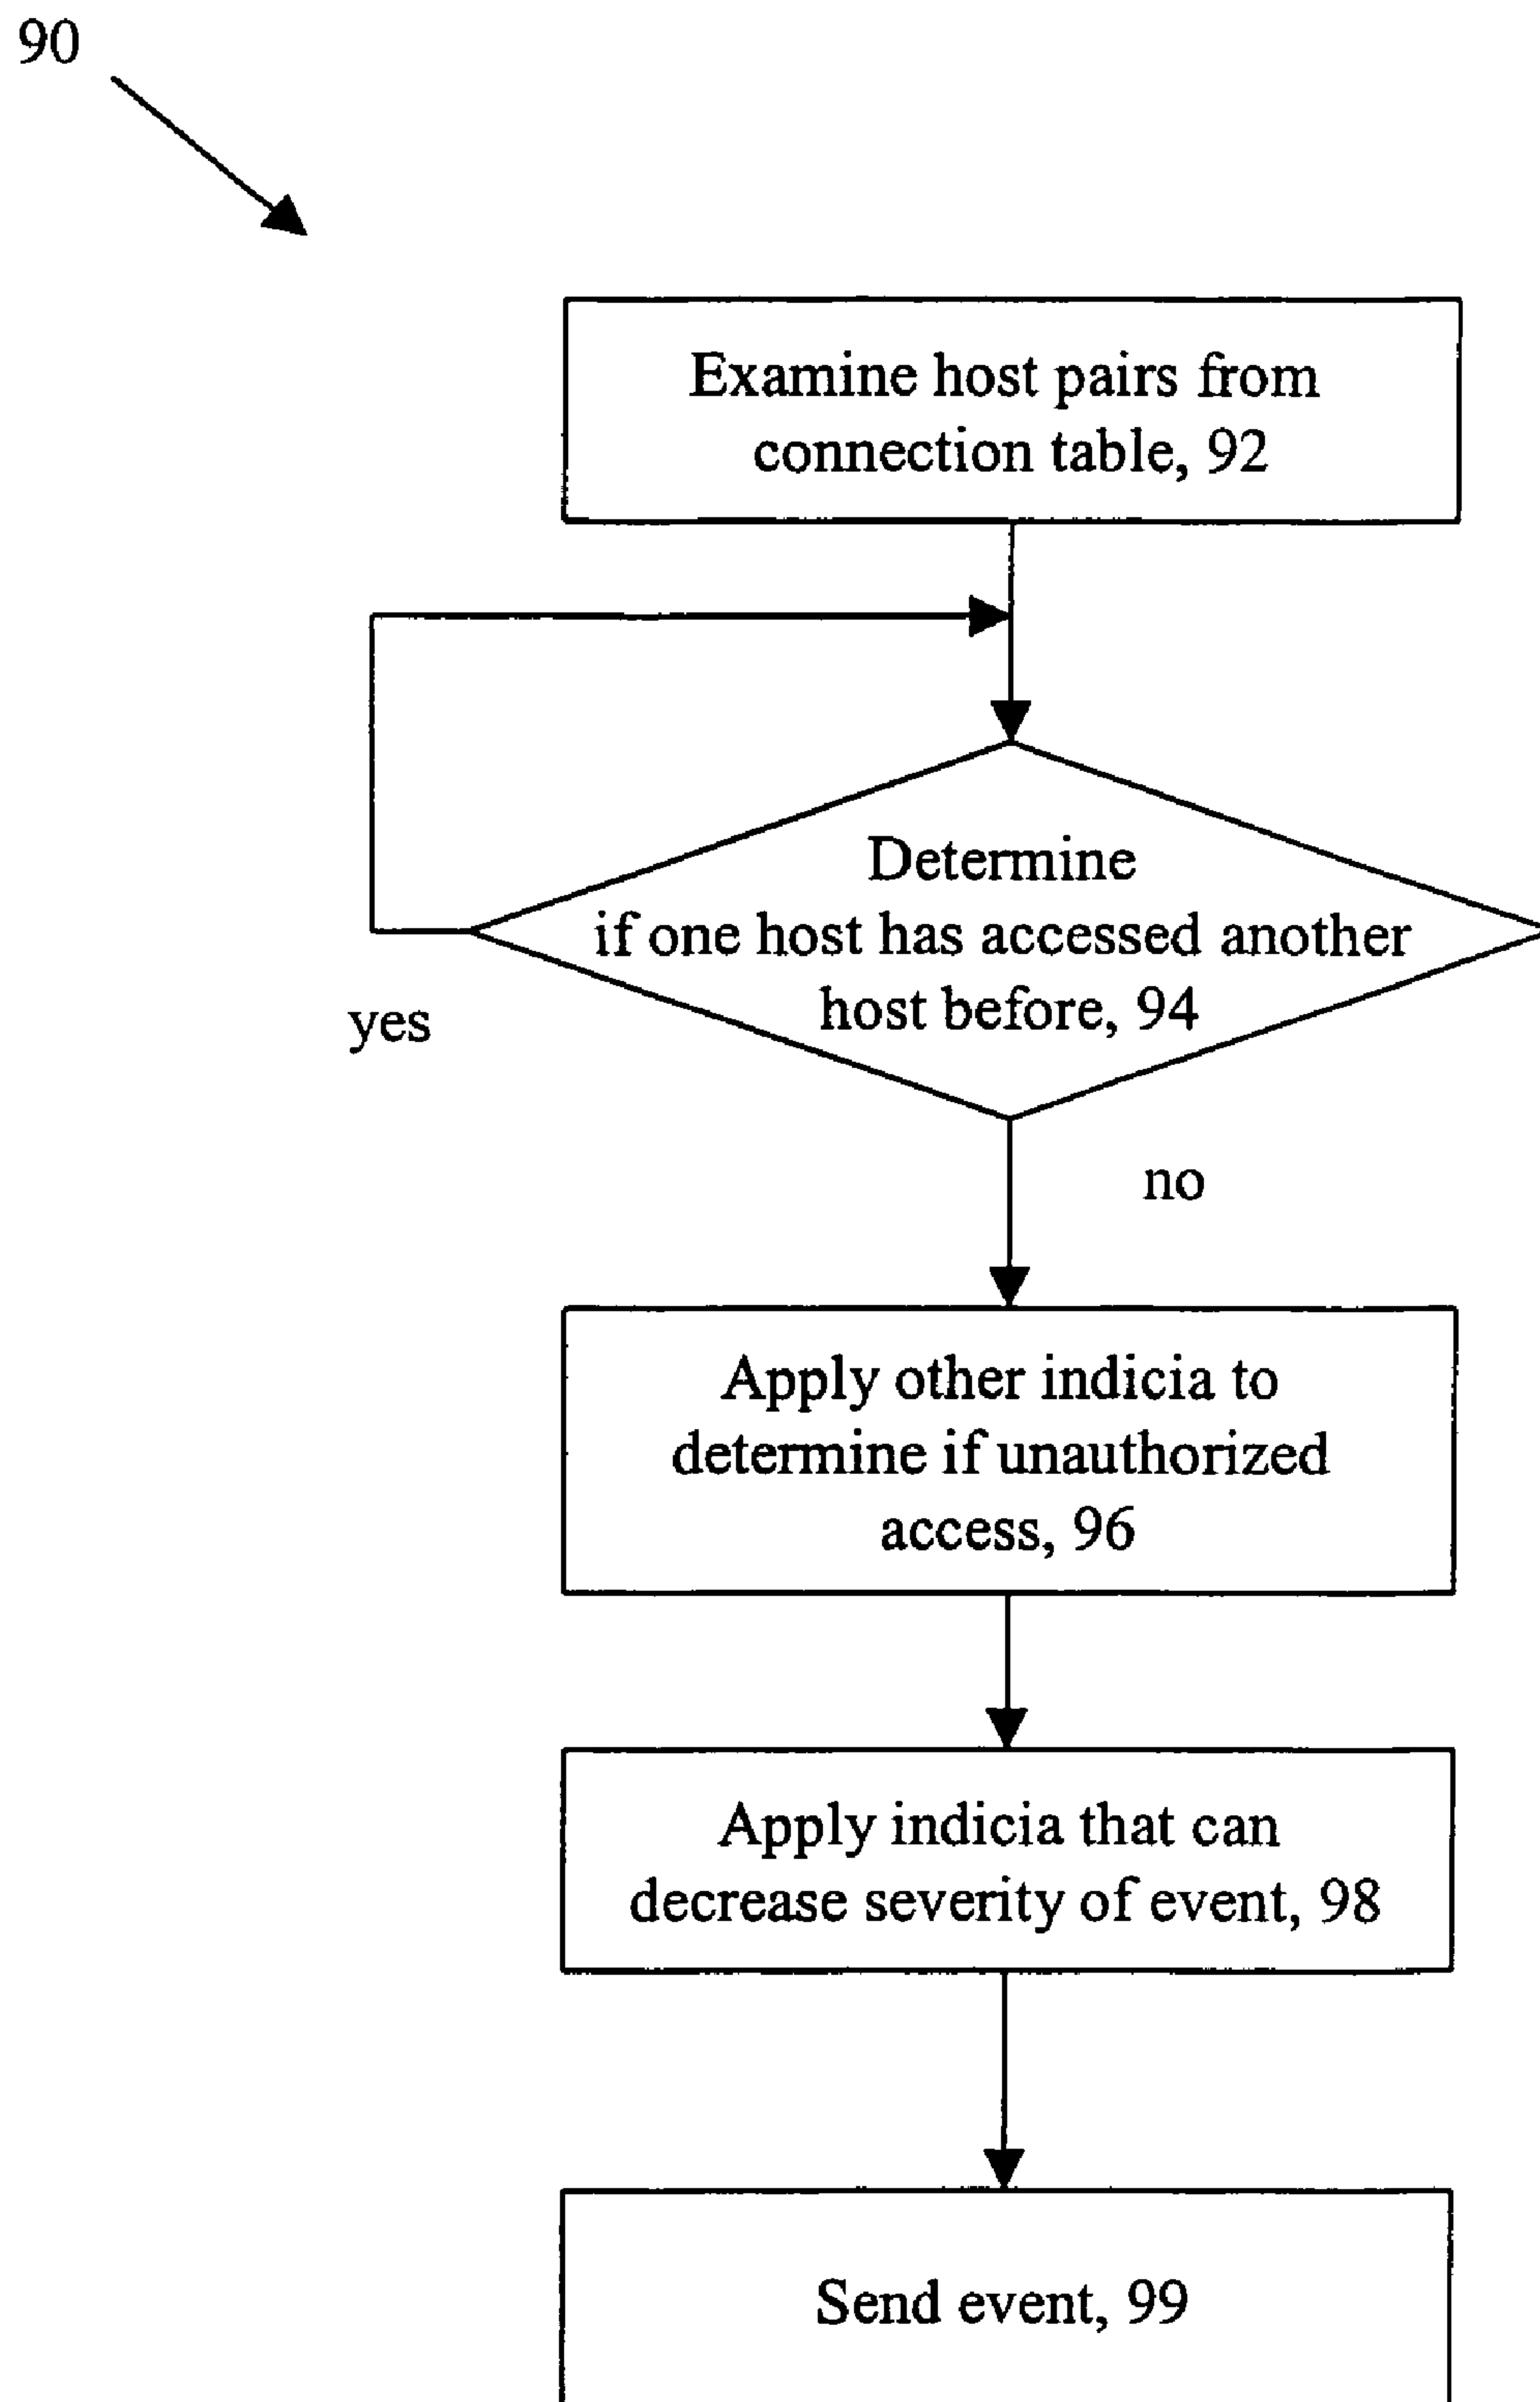 90
Examine host pairs from
connection table, 92
Determine
if one host has accessed another
host before, 94
yes
no
Apply other indicia to
determine if unauthorized
access, 96
Apply indicia that can
decrease severity of event, 98
Send event, 99